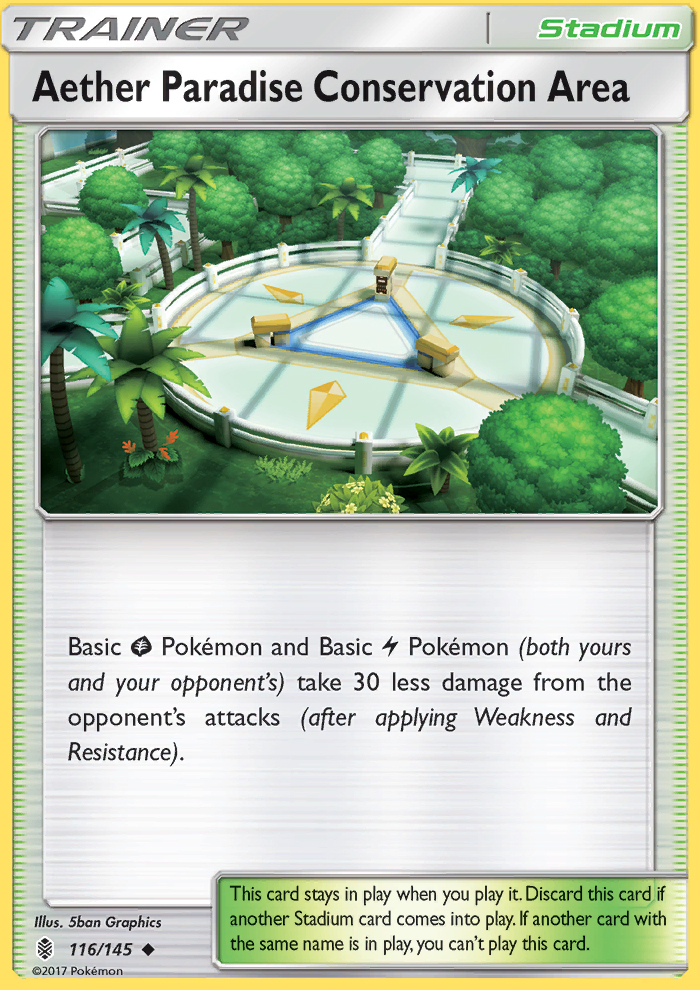 TRAINER
Stadium
Aether Paradise Conservation Area
Basic Pokémon and Basic Pokémon (both yours
and your opponent's) take 30 less damage from the
opponent's attacks (after applying Weakness and
Resistance).
This card stays in play when you play it. Discard this card if
another Stadium card comes into play. If another card with
the same name is in play, you can't play this card.
Illus. 5ban Graphics
116/145
©2017 Pokémon